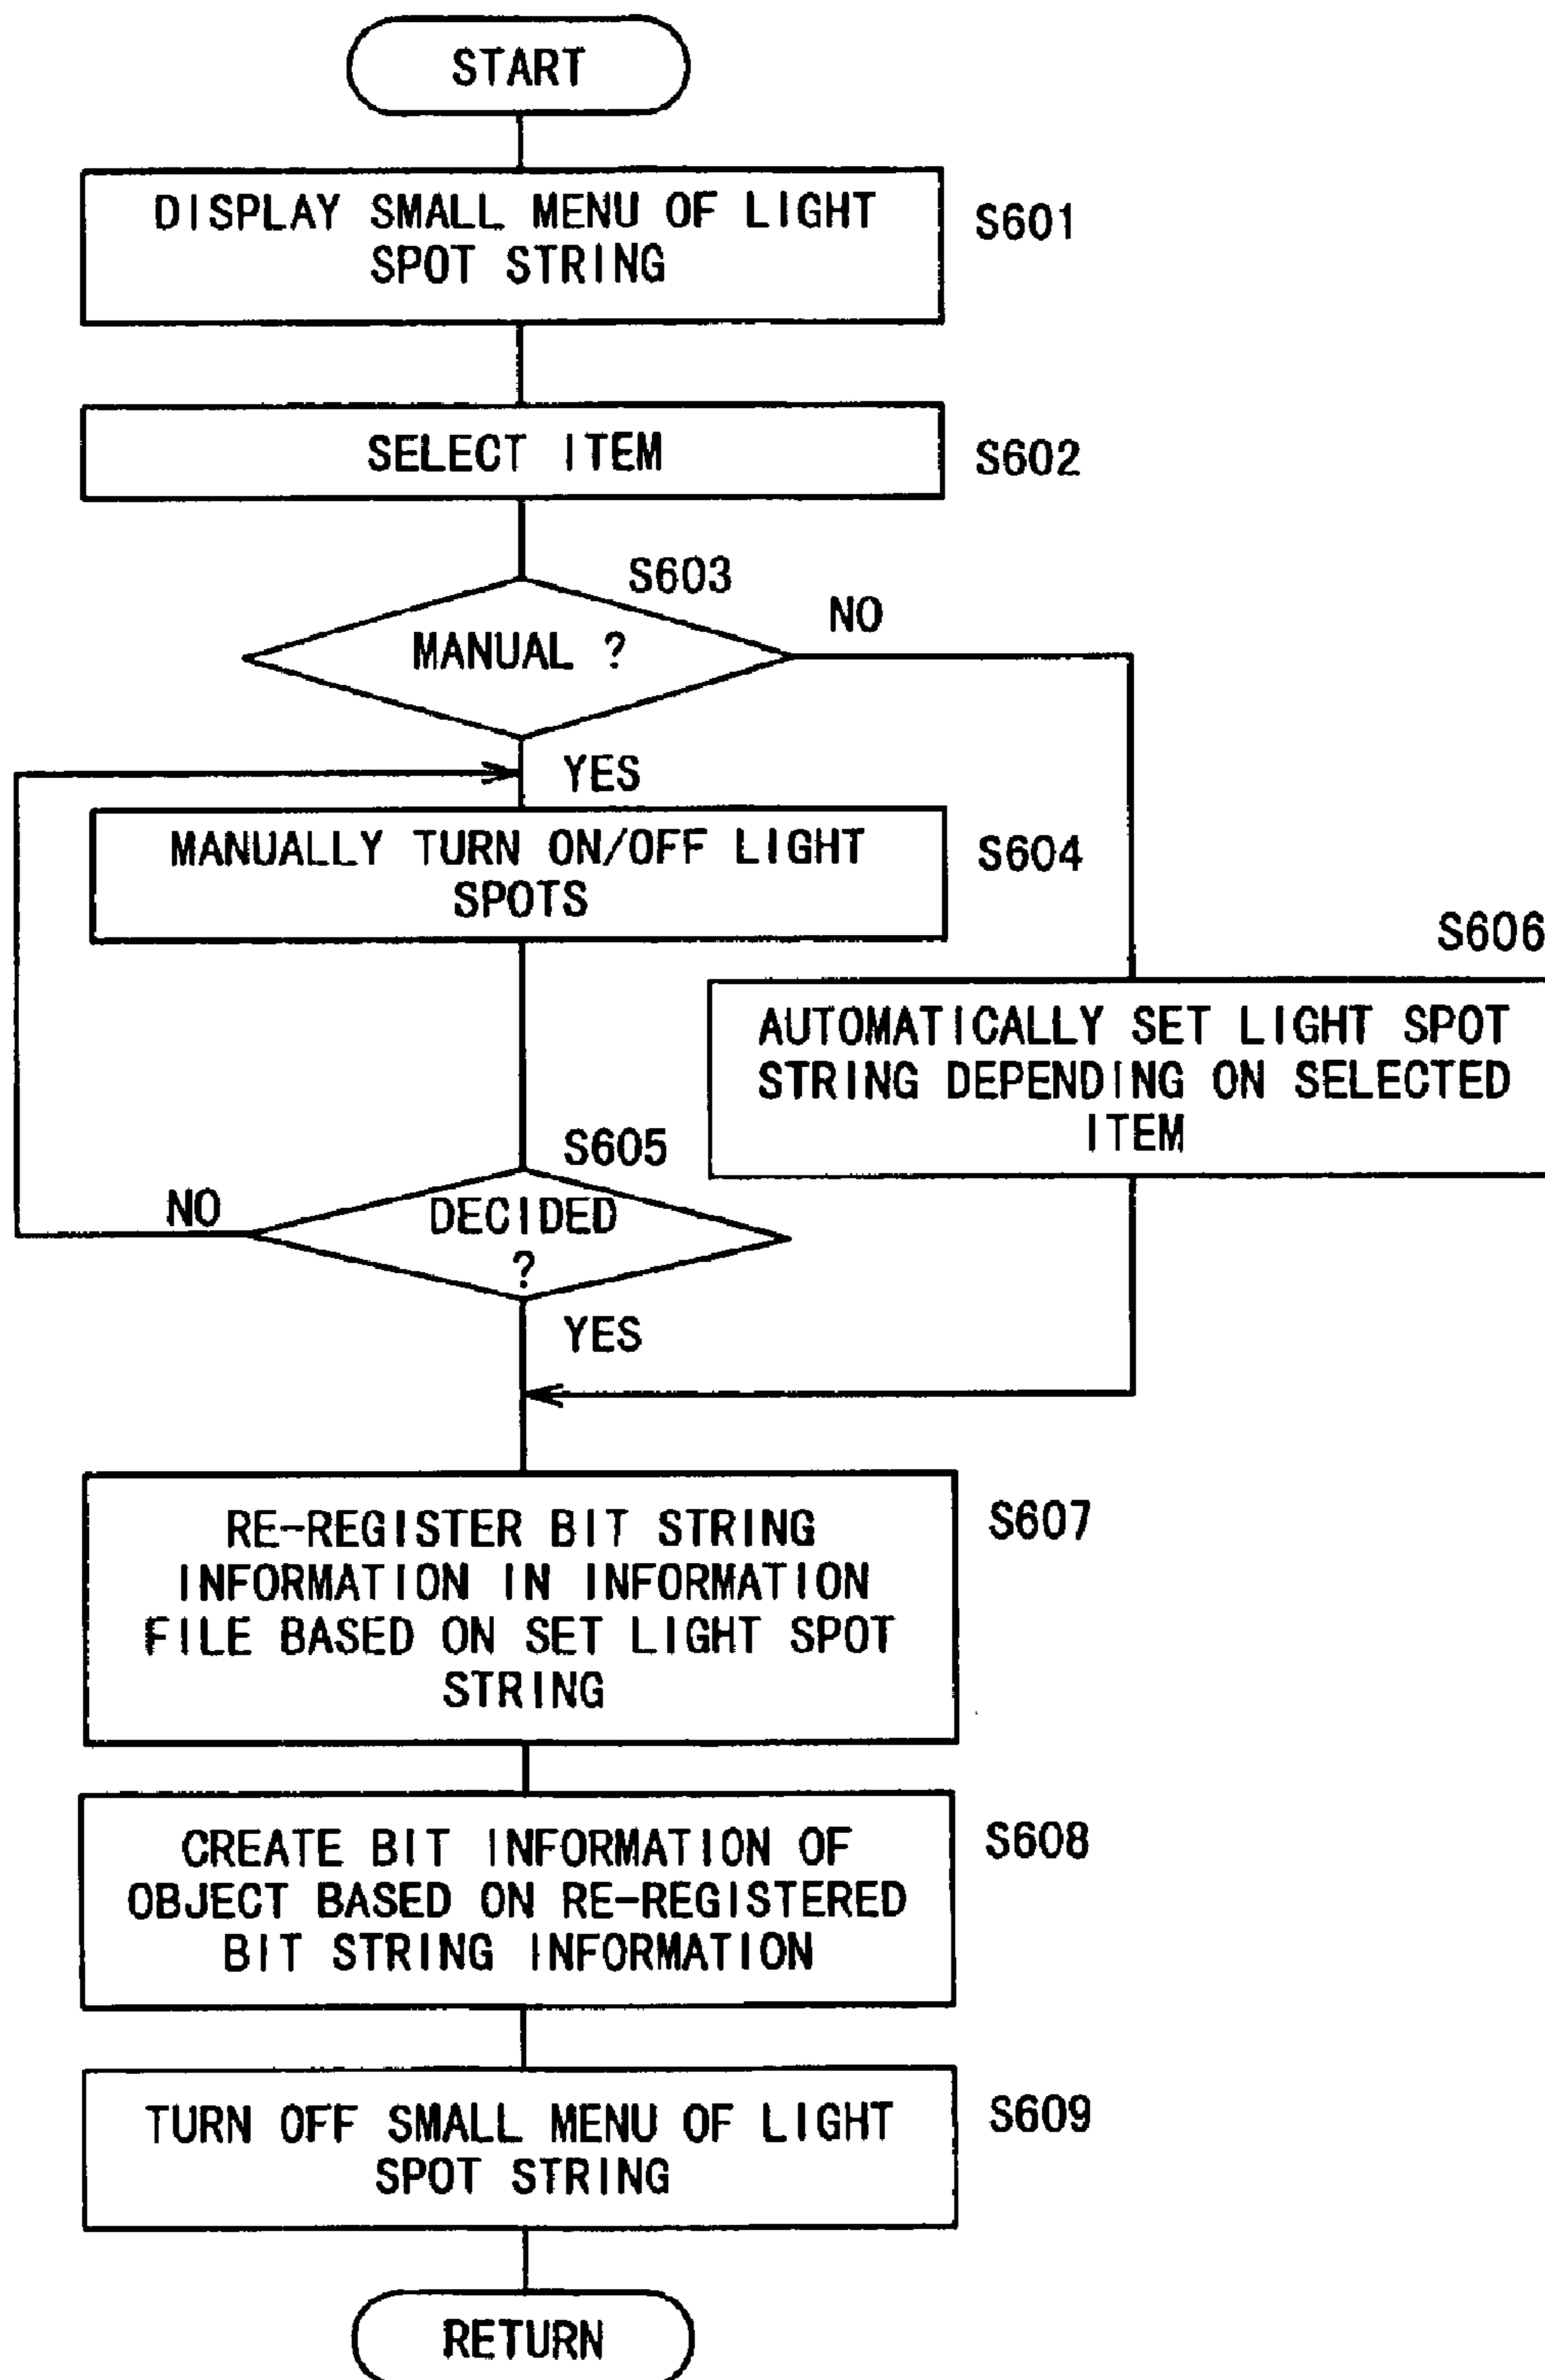 START
DISPLAY SMALL MENU OF LIGHT
SPOT STRING
S601
SELECT ITEM
S602
S603
MANUAL ?
NO
YES
MANUALLY TURN ON/OFF LIGHT
SPOTS
S604
S606
AUTOMATICALLY SET LIGHT SPOT
STRING DEPENDING ON SELECTED
ITEM
S605
DECIDED
?
NO
YES
RE-REGISTER BIT STRING
INFORMATION IN INFORMATION
FILE BASED ON SET LIGHT SPOT
STRING
S607
CREATE BIT INFORMATION OF
OBJECT BASED ON RE-REGISTERED
BIT STRING INFORMATION
S608
TURN OFF SMALL MENU OF LIGHT
SPOT STRING
S609
RETURN